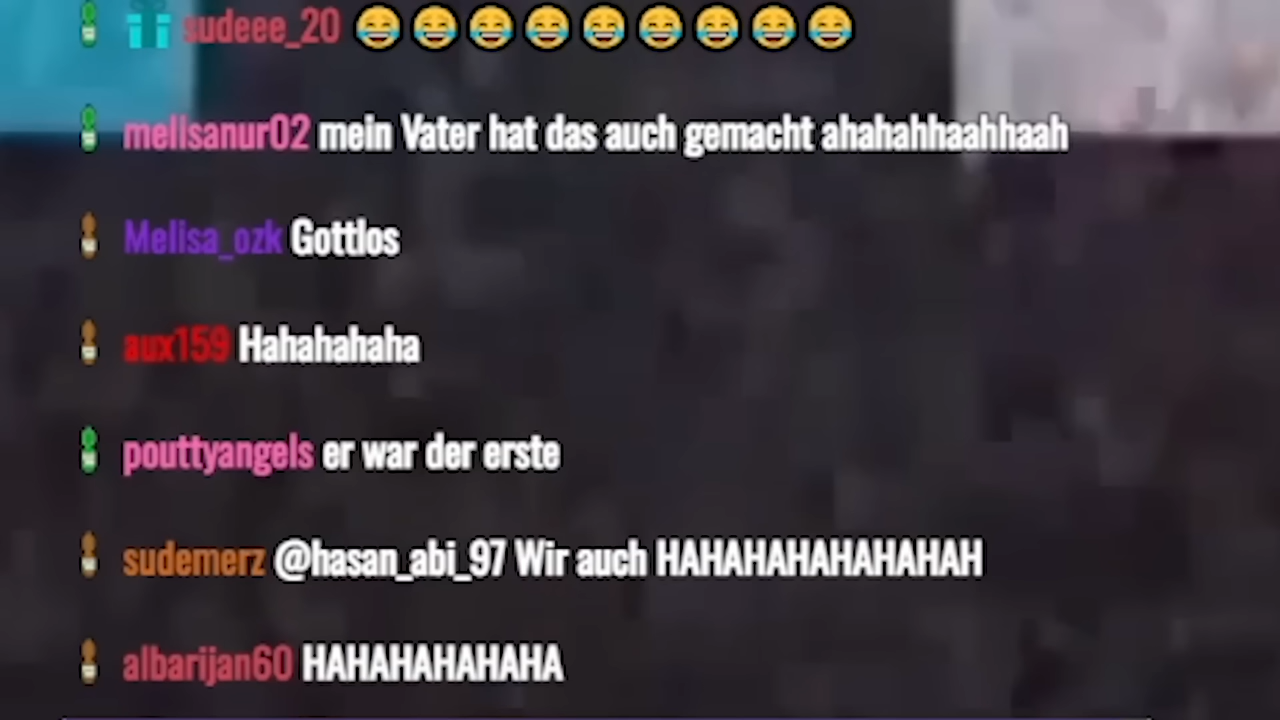 sudeee_20 😂😂😂😂😂😂😂😂😂
melisanur02 mein Vater hat das auch gemacht ahahahhaahhaah
Melisa_ozk Gottlos
aux159 Hahahahaha
pouttyangels er war der erste
sudemerz @hasan_abi_97 Wir auch HAHAHAHAHAHAHAH
albarijan60 HAHAHAHAHAHA